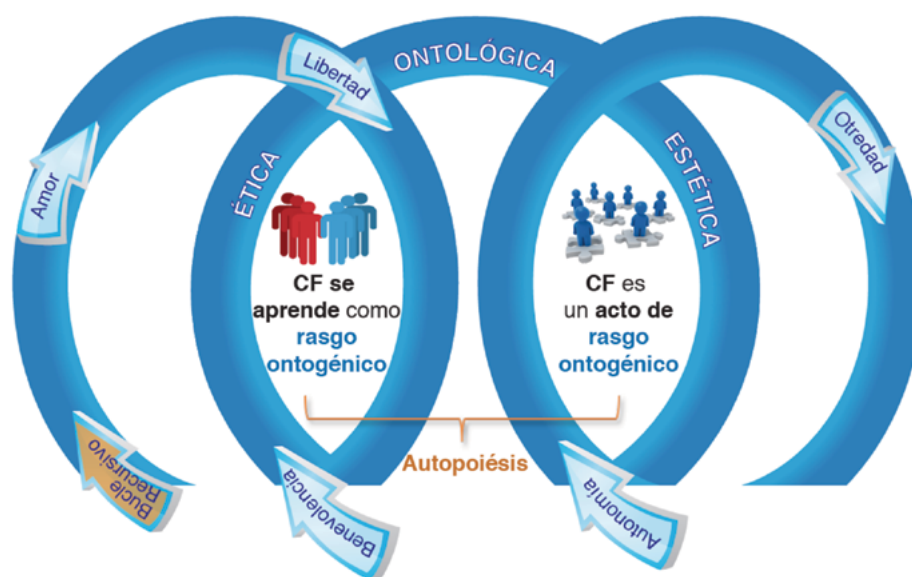 Libertad
ONTOLÓGICA
Otredad
Amor
ÉTICA
ESTÉTICA
CF se
aprende como
rasgo
ontogénico
CF es
un acto de
rasgo
ontogénico
Autopoiésis
Bucle
Recursivo
Benevolencia
Autonomía